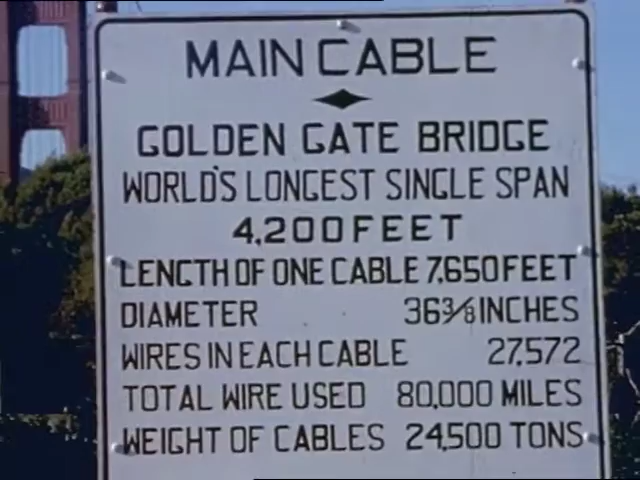 MAIN CABLE
GOLDEN GATE BRIDGE
WORLD'S LONGEST SINGLE SPAN
4,200 FEET
LENGTH OF ONE CABLE 7,650 FEET
DIAMETER 36 3/8 INCHES
WIRES IN EACH CABLE 27,572
TOTAL WIRE USED 80,000 MILES
WEIGHT OF CABLES 24,500 TONS